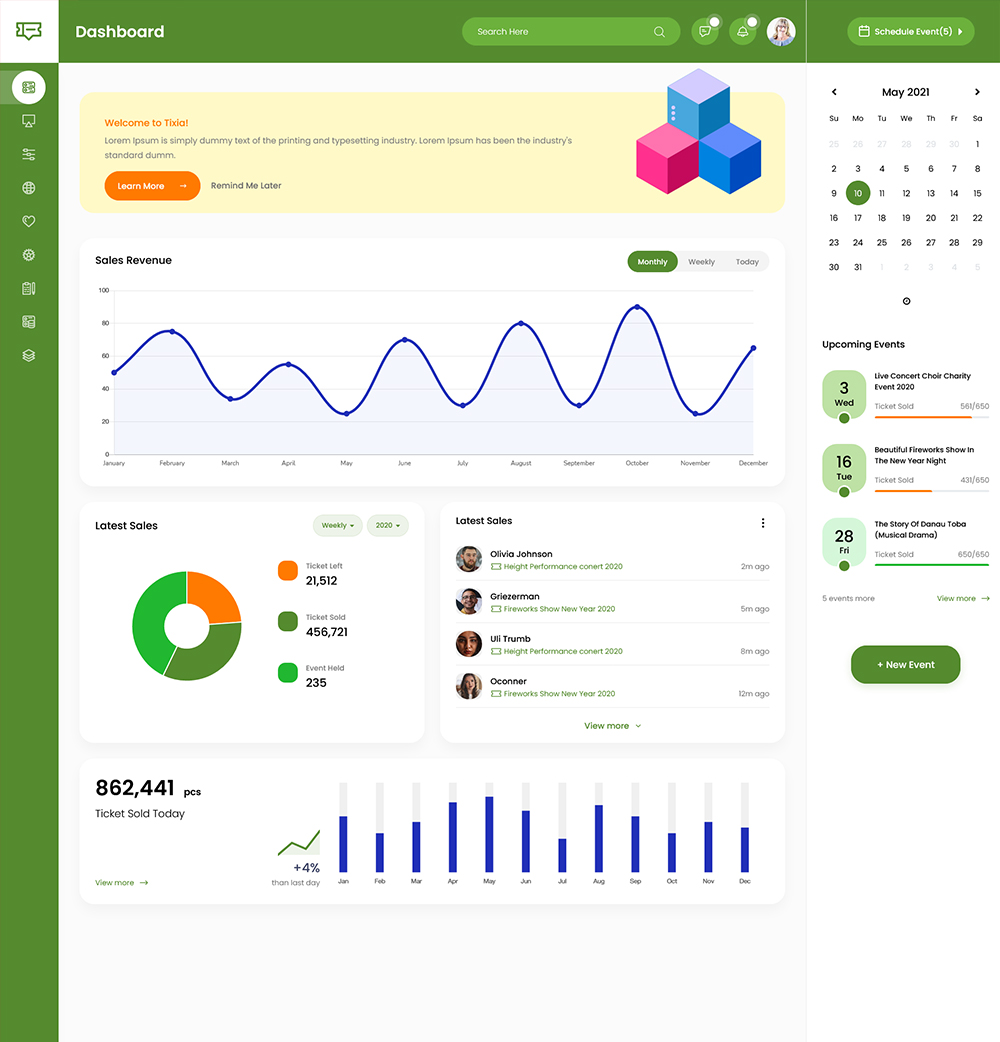 Dashboard
Search Here
Schedule Event(5)
Welcome to Tixia!
Lorem Ipsum is simply dummy text of the printing and typesetting industry. Lorem Ipsum has been the industry's
standard dumm.
Learn More → Remind Me Later
Sales Revenue
Monthly Weekly Today
100
80
60
40
20
0
January February March April May June July August September October November December
Latest Sales
Weekly 2020
Ticket Left
21,512
Ticket Sold
456,721
Event Held
235
Latest Sales
Olivia Johnson
Height Performance conert 2020 2m ago
Griezerman
Fireworks Show New Year 2020 5m ago
Uli Trumb
Height Performance conert 2020 8m ago
Oconner
Fireworks Show New Year 2020 12m ago
View more
862,441 pcs
Ticket Sold Today
View more →
+4%
than last day
Jan Feb Mar Apr May Jun Jul Aug Sep Oct Nov Dec
May 2021
Su Mo Tu We Th Fr Sa
25 26 27 28 29 30 1
2 3 4 5 6 7 8
9 10 11 12 13 14 15
16 17 18 19 20 21 22
23 24 25 26 27 28 29
30 31 1 2 3 4 5
Upcoming Events
3
Wed
Live Concert Choir Charity
Event 2020
Ticket Sold 561/650
16
Tue
Beautiful Fireworks Show In
The New Year Night
Ticket Sold 431/650
28
Fri
The Story Of Danau Toba
(Musical Drama)
Ticket Sold 650/650
5 events more View more →
+ New Event